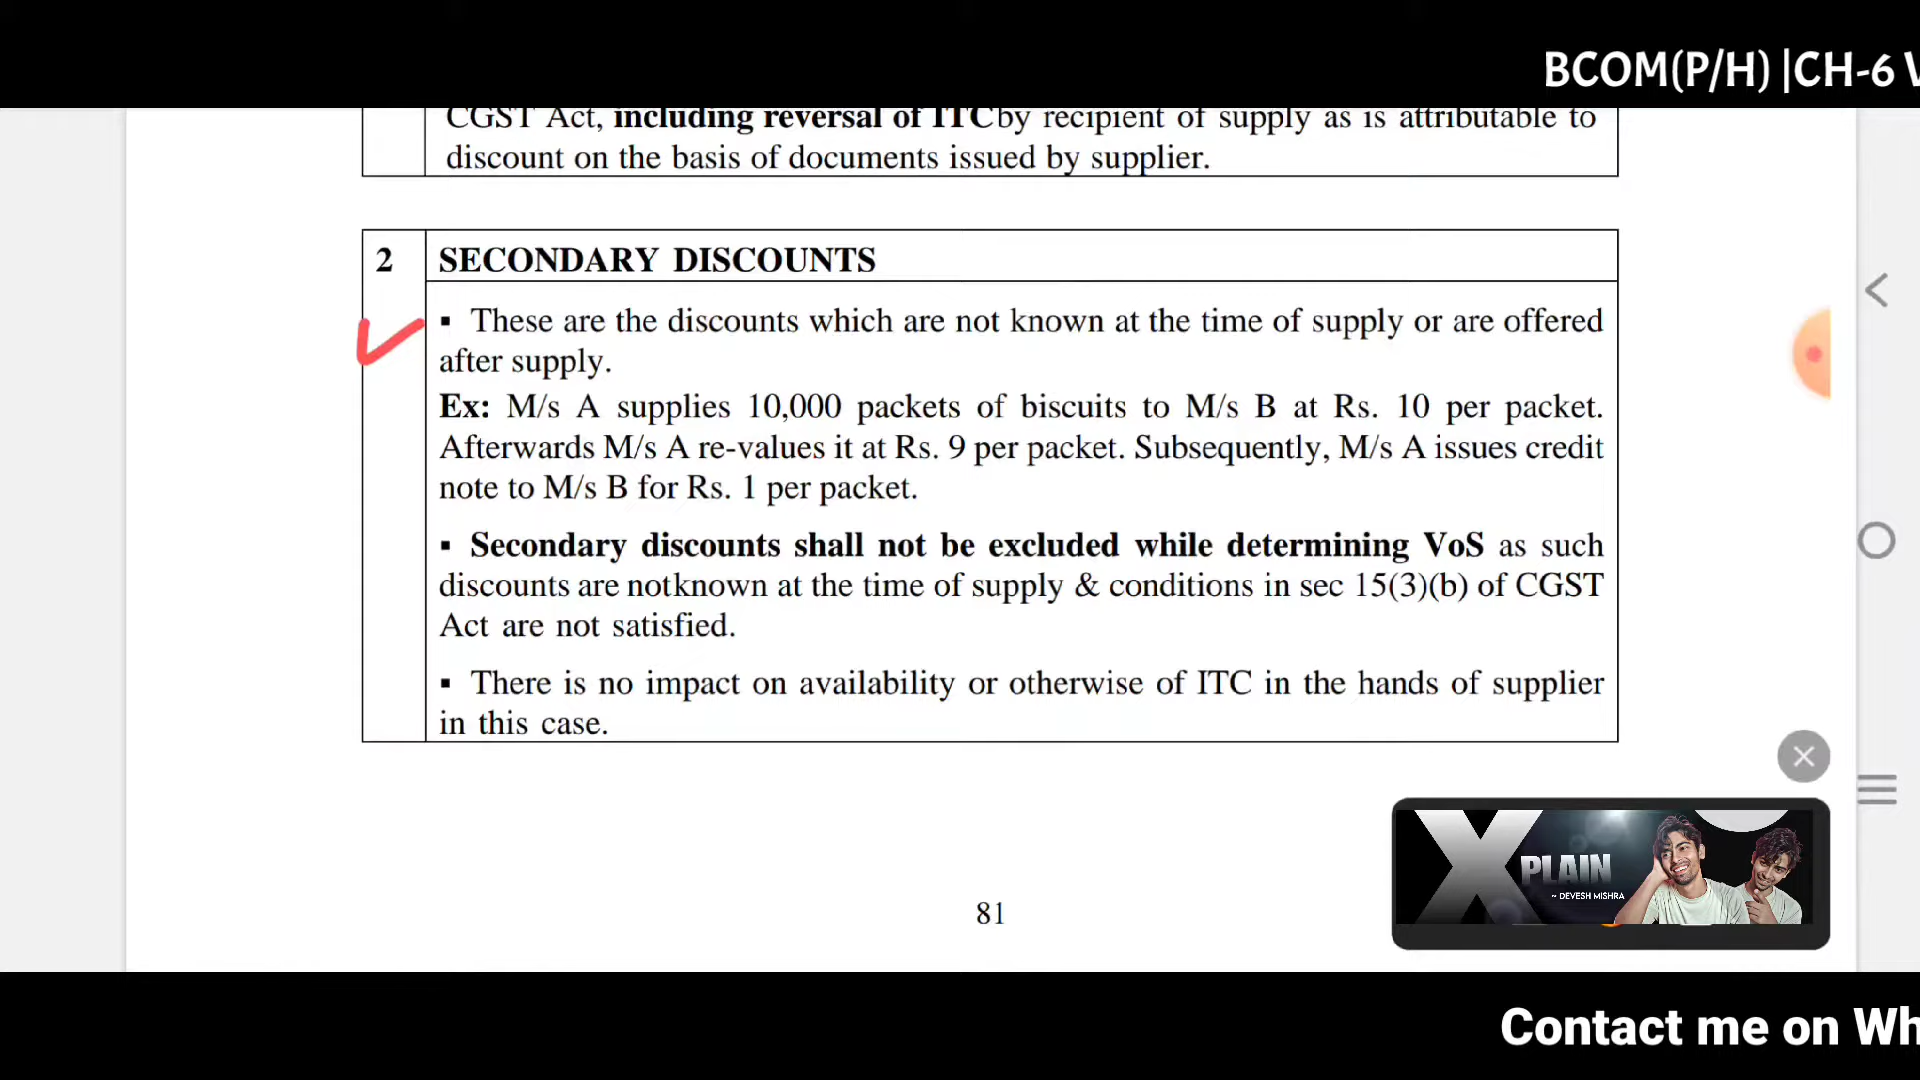 BCOM(P/H) |CH-6
CGST Act, including reversal of ITCby recipient of supply as is attributable to
discount on the basis of documents issued by supplier.
2 SECONDARY DISCOUNTS
▪ These are the discounts which are not known at the time of supply or are offered
after supply.
Ex: M/s A supplies 10,000 packets of biscuits to M/s B at Rs. 10 per packet.
Afterwards M/s A re-values it at Rs. 9 per packet. Subsequently, M/s A issues credit
note to M/s B for Rs. 1 per packet.
▪ Secondary discounts shall not be excluded while determining VoS as such
discounts are notknown at the time of supply & conditions in sec 15(3)(b) of CGST
Act are not satisfied.
▪ There is no impact on availability or otherwise of ITC in the hands of supplier
in this case.
XPLAIN
~ DEVESH MISHRA
81
Contact me on Wh